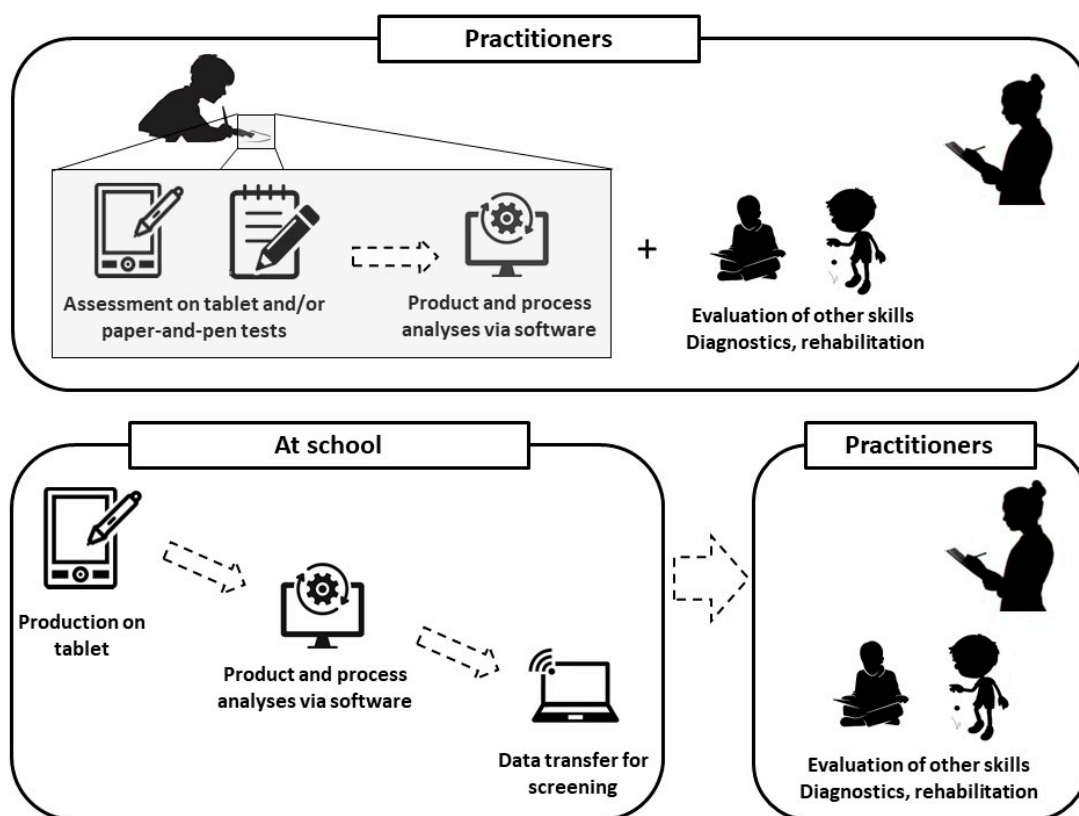 Practitioners
Assessment on tablet and/or
paper-and-pen tests
Product and process
analyses via software
+
Evaluation of other skills
Diagnostics, rehabilitation
At school
Production on
tablet
Product and process
analyses via software
Data transfer for
screening
Practitioners
Evaluation of other skills
Diagnostics, rehabilitation